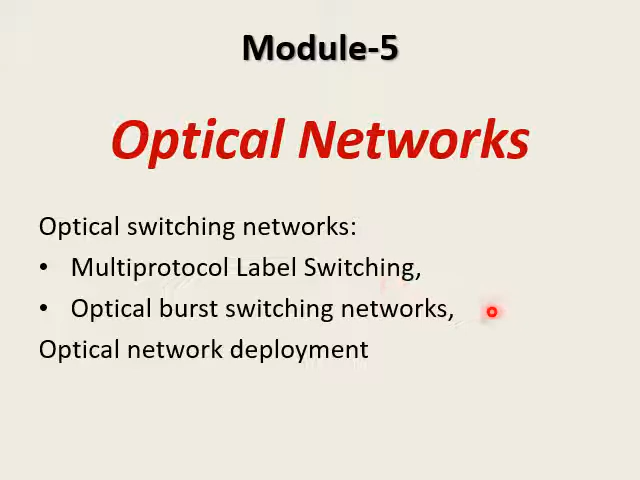 Module-5
Optical Networks
Optical switching networks:
• Multiprotocol Label Switching,
• Optical burst switching networks,
Optical network deployment